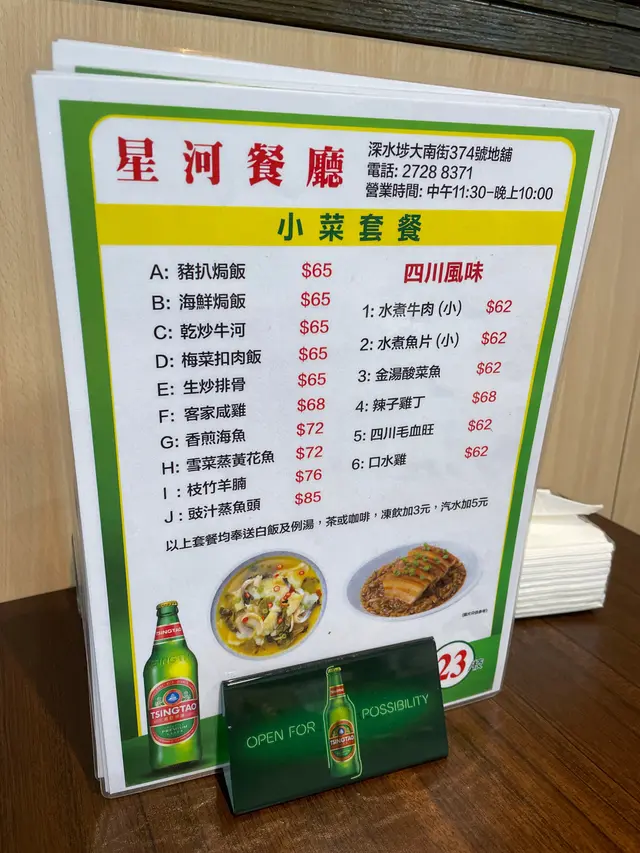 星河餐廳
深水埗大南街374號地舖
電話: 2728 8371
營業時間: 中午11:30-晚上10:00
小菜套餐
A: 豬扒焗飯 $65
B: 海鮮焗飯 $65
C: 乾炒牛河 $65
D: 梅菜扣肉飯 $65
E: 生炒排骨 $65
F: 客家咸雞 $68
G: 香煎海魚 $72
H: 雪菜蒸黃花魚 $72
I: 枝竹羊腩 $76
J: 豉汁蒸魚頭 $85
四川風味
1: 水煮牛肉 (小) $62
2: 水煮魚片 (小) $62
3: 金湯酸菜魚 $62
4: 辣子雞丁 $68
5: 四川毛血旺 $62
6: 口水雞 $62
以上套餐均奉送白飯及例湯，茶或咖啡，凍飲加3元，汽水加5元
TSINGTAO
TSINGTAO
23
OPEN FOR POSSIBILITY
TSINGTAO